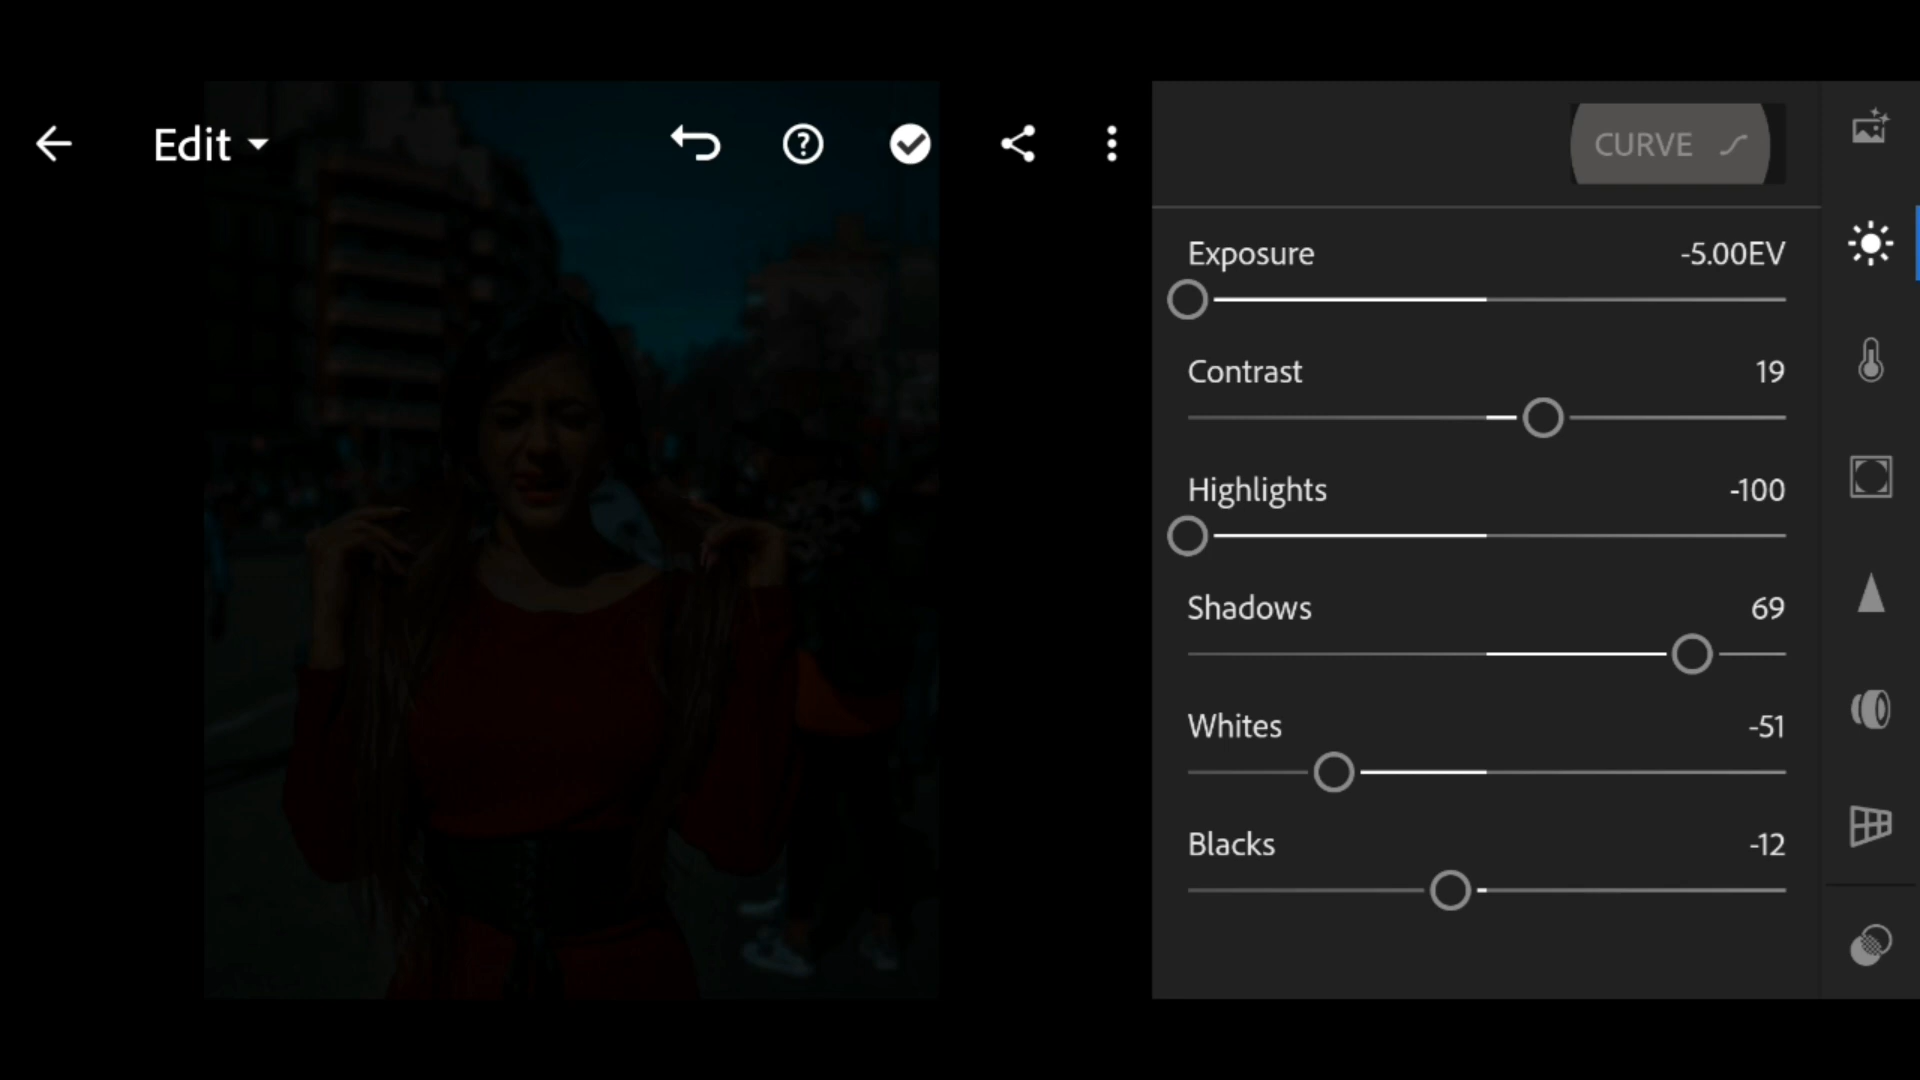 Edit
CURVE
Exposure -5.00EV
Contrast 19
Highlights -100
Shadows 69
Whites -51
Blacks -12